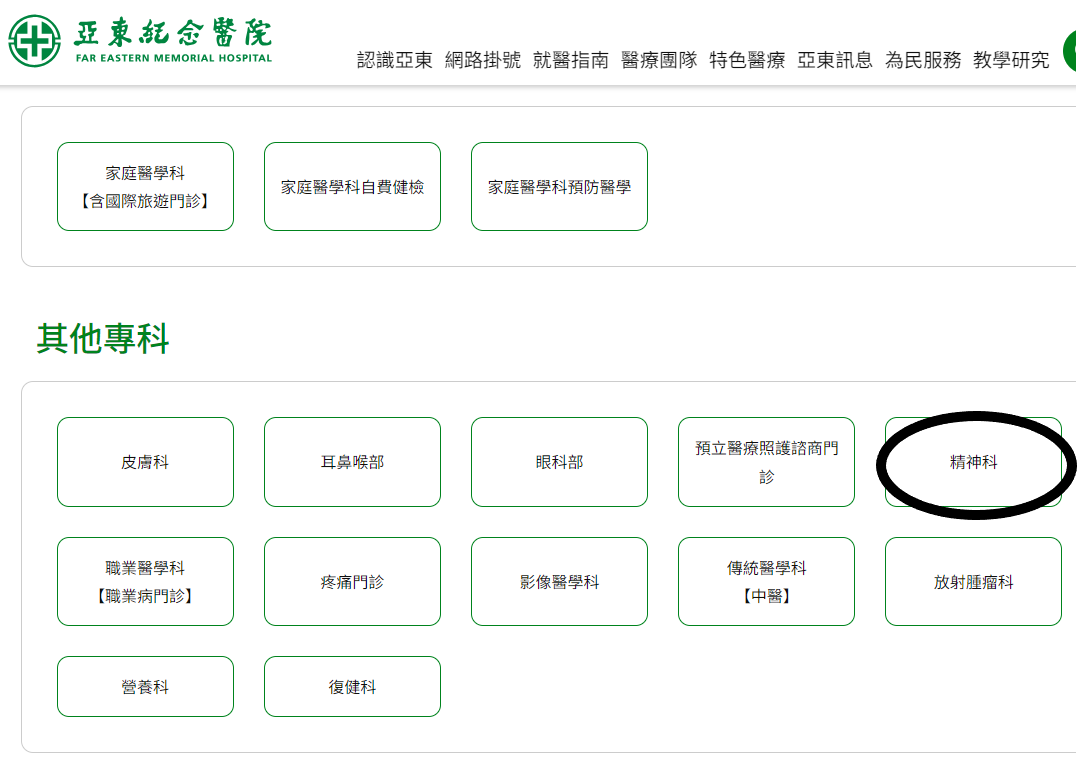 亞東紀念醫院
FAR EASTERN MEMORIAL HOSPITAL
認識亞東 網路掛號 就醫指南 醫療團隊 特色醫療 亞東訊息 為民服務 教學研究
家庭醫學科
【含國際旅遊門診】
家庭醫學科自費健檢
家庭醫學科預防醫學
其他專科
皮膚科
耳鼻喉部
眼科部
預立醫療照護諮商門
診
精神科
職業醫學科
【職業病門診】
疼痛門診
影像醫學科
傳統醫學科
【中醫】
放射腫瘤科
營養科
復健科